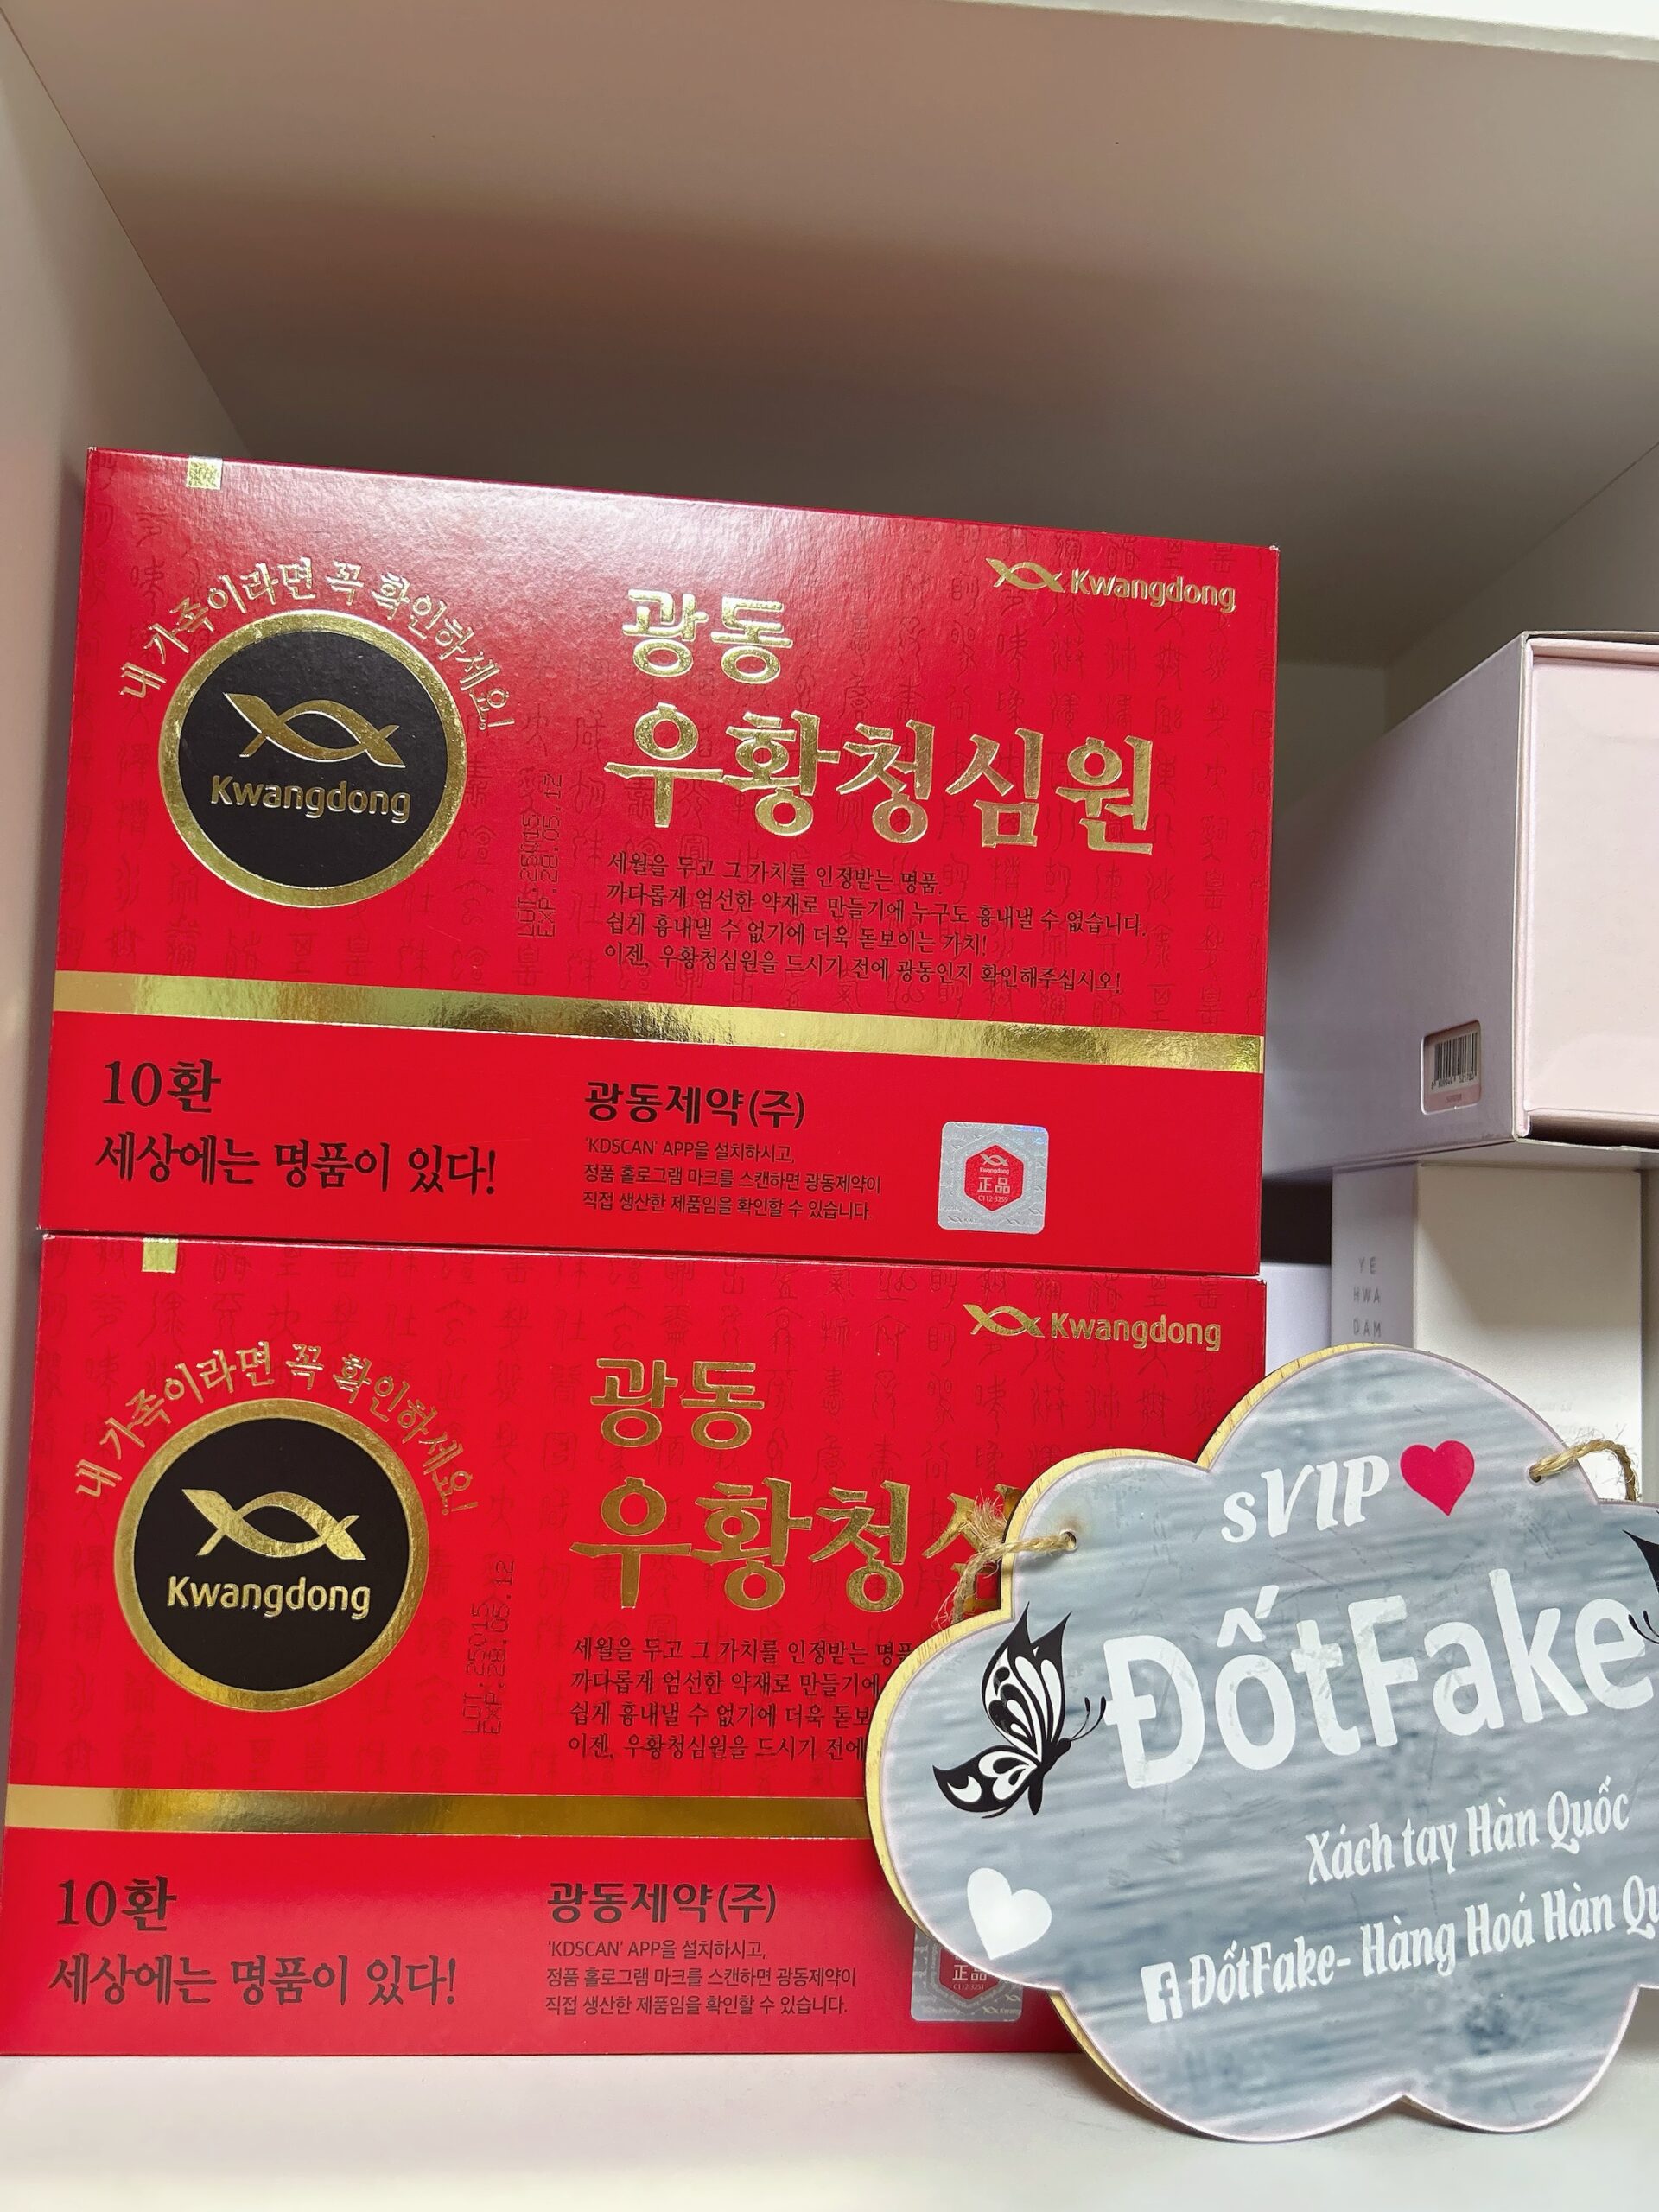 내 가족이라면 꼭 확인하세요!
Kwangdong
Kwangdong
광동
우황청심원
LOT. 25015
EXP. 28.05.12
세월을 두고 그 가치를 인정받는 명품.
까다롭게 엄선한 약재로 만들기에 누구도 흉내낼 수 없습니다.
쉽게 흉내낼 수 없기에 더욱 돋보이는 가치!
이젠, 우황청심원을 드시기 전에 광동인지 확인해주십시오!
10환
세상에는 명품이 있다!
광동제약(주)
'KDSCAN' APP을 설치하시고,
정품 홀로그램 마크를 스캔하면 광동제약이
직접 생산한 제품임을 확인할 수 있습니다.
Kwangdong
正品
내 가족이라면 꼭 확인하세요!
Kwangdong
Kwangdong
광동
우황청심
LOT. 25015
EXP. 28.05.12
세월을 두고 그 가치를 인정받는 명품
까다롭게 엄선한 약재로 만들기에
쉽게 흉내낼 수 없기에 더욱 돋보
이젠, 우황청심원을 드시기 전에
10환
세상에는 명품이 있다!
광동제약(주)
'KDSCAN' APP을 설치하시고,
정품 홀로그램 마크를 스캔하면 광동제약이
직접 생산한 제품임을 확인할 수 있습니다.
正品
YE
HWA
DAM
sVIP
ĐốtFake
Xách tay Hàn Quốc
ĐốtFake- Hàng Hoá Hàn Qu